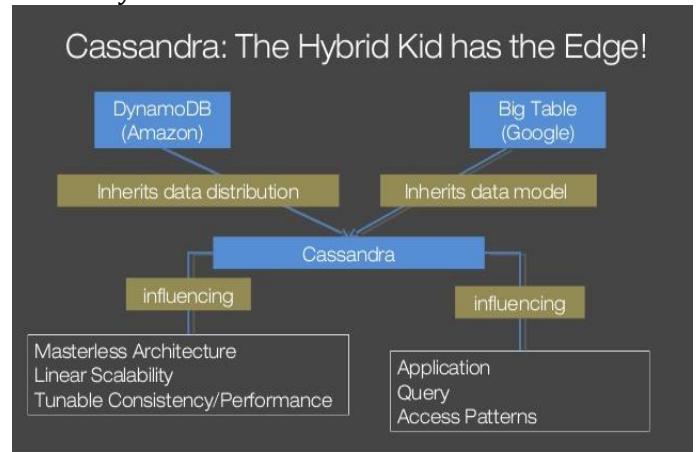 Cassandra: The Hybrid Kid has the Edge!
DynamoDB
(Amazon)
Big Table
(Google)
Inherits data distribution
Inherits data model
Cassandra
influencing
influencing
Masterless Architecture
Linear Scalability
Tunable Consistency/Performance
Application
Query
Access Patterns